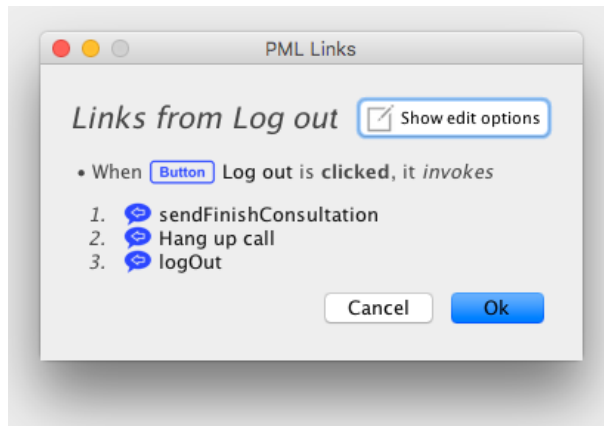 PML Links
Links from Log out Show edit options
• When Button Log out is clicked, it invokes
1. sendFinishConsultation
2. Hang up call
3. logOut
Cancel Ok